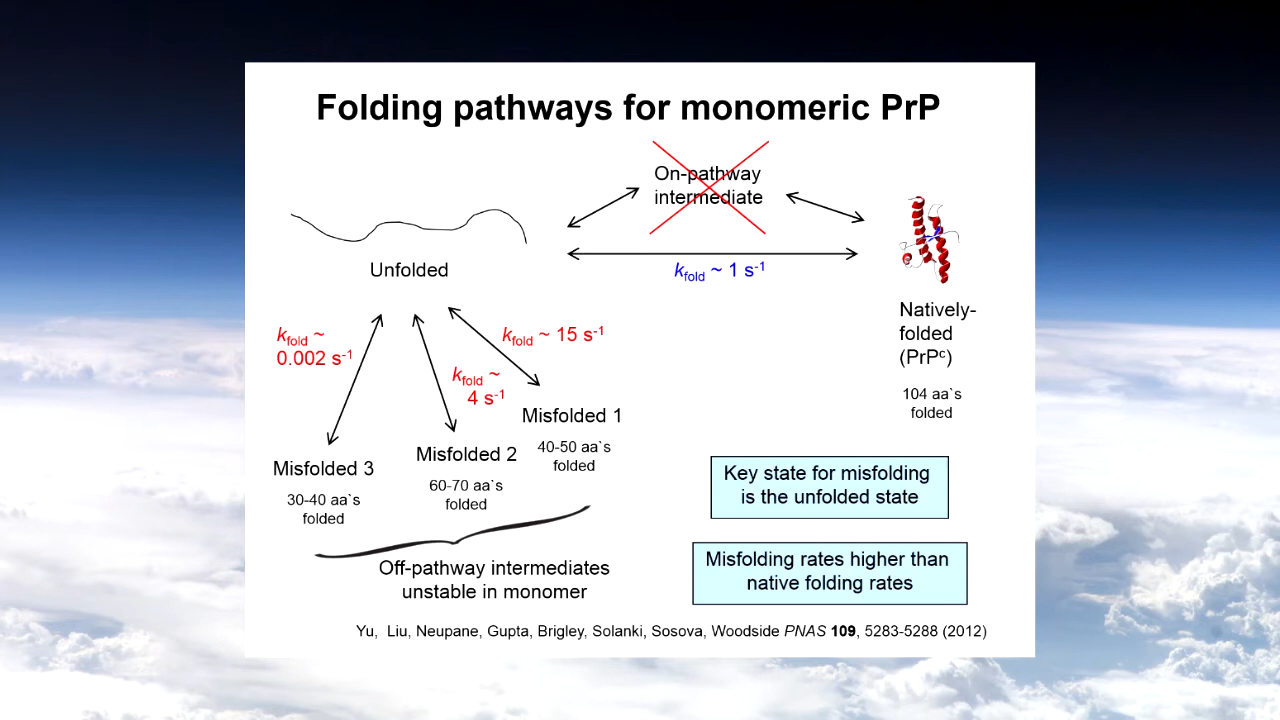 Folding pathways for monomeric PrP
On-pathway
intermediate
Unfolded
kfold ~ 1 s-1
Natively-
folded
(PrPc)
104 aa`s
folded
kfold ~
0.002 s-1
kfold ~
4 s-1
kfold ~ 15 s-1
Misfolded 1
40-50 aa`s
folded
Misfolded 2
60-70 aa`s
folded
Misfolded 3
30-40 aa`s
folded
Off-pathway intermediates
unstable in monomer
Key state for misfolding
is the unfolded state
Misfolding rates higher than
native folding rates
Yu, Liu, Neupane, Gupta, Brigley, Solanki, Sosova, Woodside PNAS 109, 5283-5288 (2012)